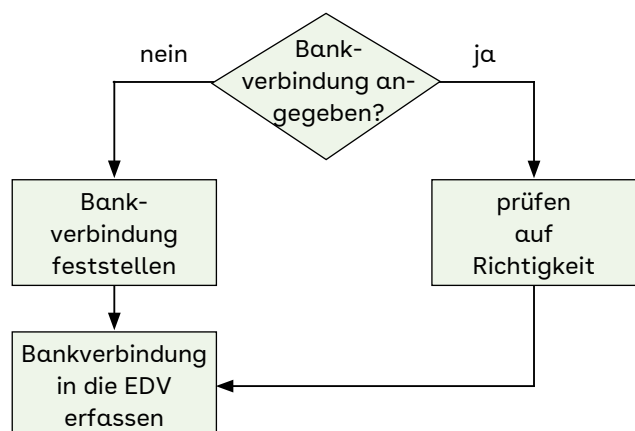 nein
Bank-
verbindung an-
gegeben?
ja
Bank-
verbindung
feststellen
prüfen
auf
Richtigkeit
Bankverbindung
in die EDV
erfassen